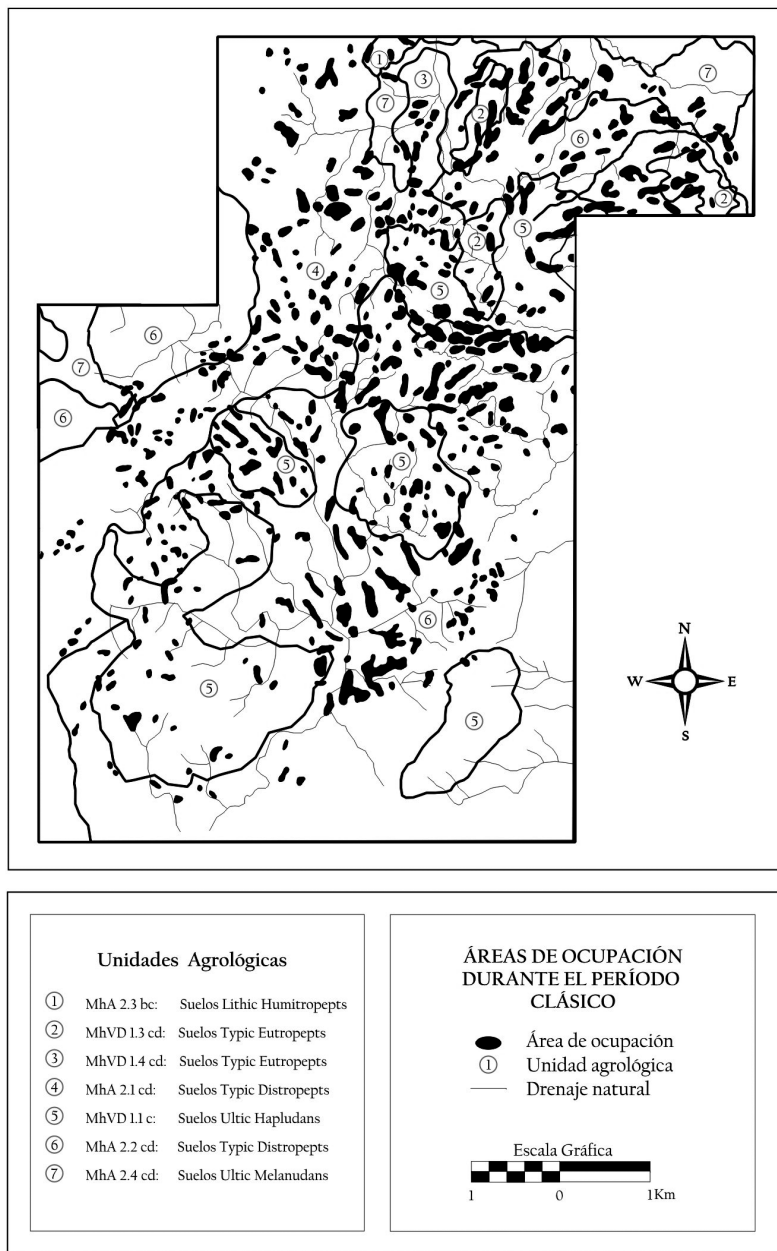 1
3
7
7
2
6
2
5
2
4
5
6
7
6
5
5
6
5
5
N
W E
S
Unidades Agrológicas
1 MhA 2.3 bc: Suelos Lithic Humitropepts
2 MhVD 1.3 cd: Suelos Typic Eutropepts
3 MhVD 1.4 cd: Suelos Typic Eutropepts
4 MhA 2.1 cd: Suelos Typic Distropepts
5 MhVD 1.1 c: Suelos Ultic Hapludans
6 MhA 2.2 cd: Suelos Typic Distropepts
7 MhA 2.4 cd: Suelos Ultic Melanudans
ÁREAS DE OCUPACIÓN
DURANTE EL PERÍODO
CLÁSICO
Área de ocupación
1 Unidad agrológica
Drenaje natural
Escala Gráfica
1 0 1Km